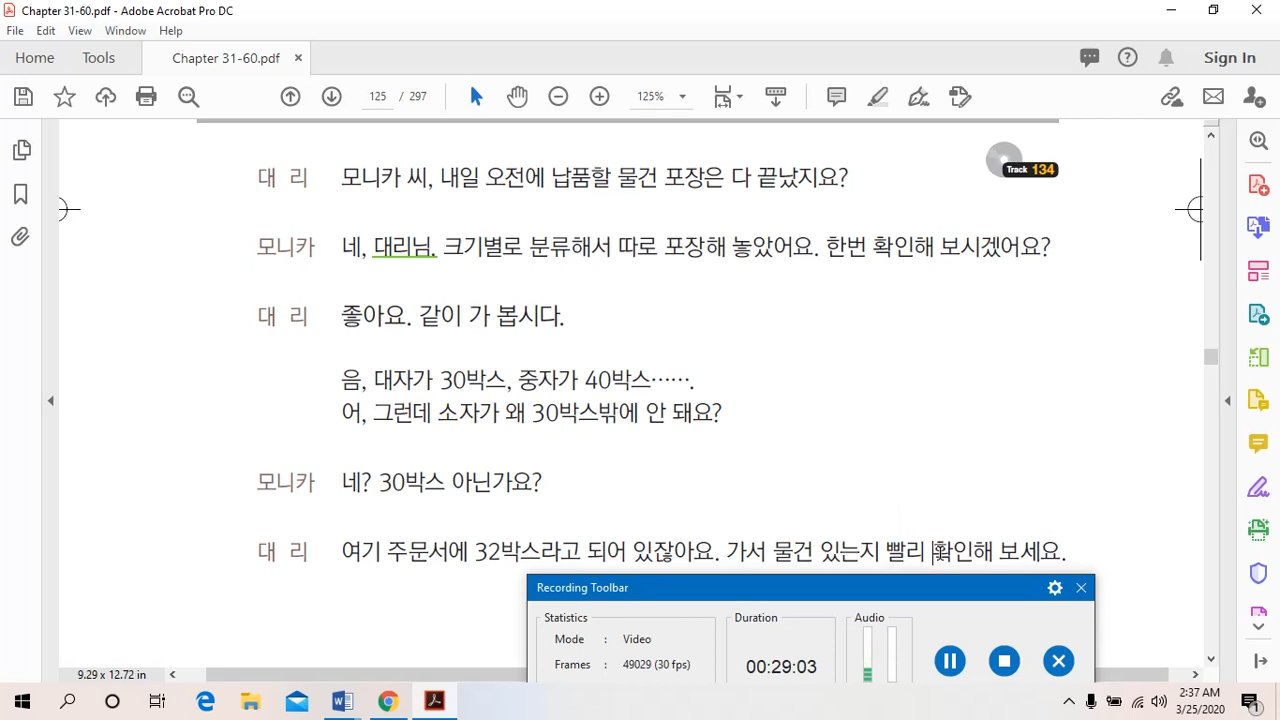 Chapter 31-60.pdf - Adobe Acrobat Pro DC
File Edit View Window Help
Home Tools Chapter 31-60.pdf × Sign In
125 / 297 125%
Track 134
대 리 모니카 씨, 내일 오전에 납품할 물건 포장은 다 끝났지요?
모니카 네, 대리님. 크기별로 분류해서 따로 포장해 놓았어요. 한번 확인해 보시겠어요?
대 리 좋아요. 같이 가 봅시다.
음, 대자가 30박스, 중자가 40박스…….
어, 그런데 소자가 왜 30박스밖에 안 돼요?
모니카 네? 30박스 아닌가요?
대 리 여기 주문서에 32박스라고 되어 있잖아요. 가서 물건 있는지 빨리 확인해 보세요.
Recording Toolbar
Statistics Duration Audio
Mode : Video
Frames : 49029 (30 fps) 00:29:03
9.29 x 12.72 in
2:37 AM
3/25/2020